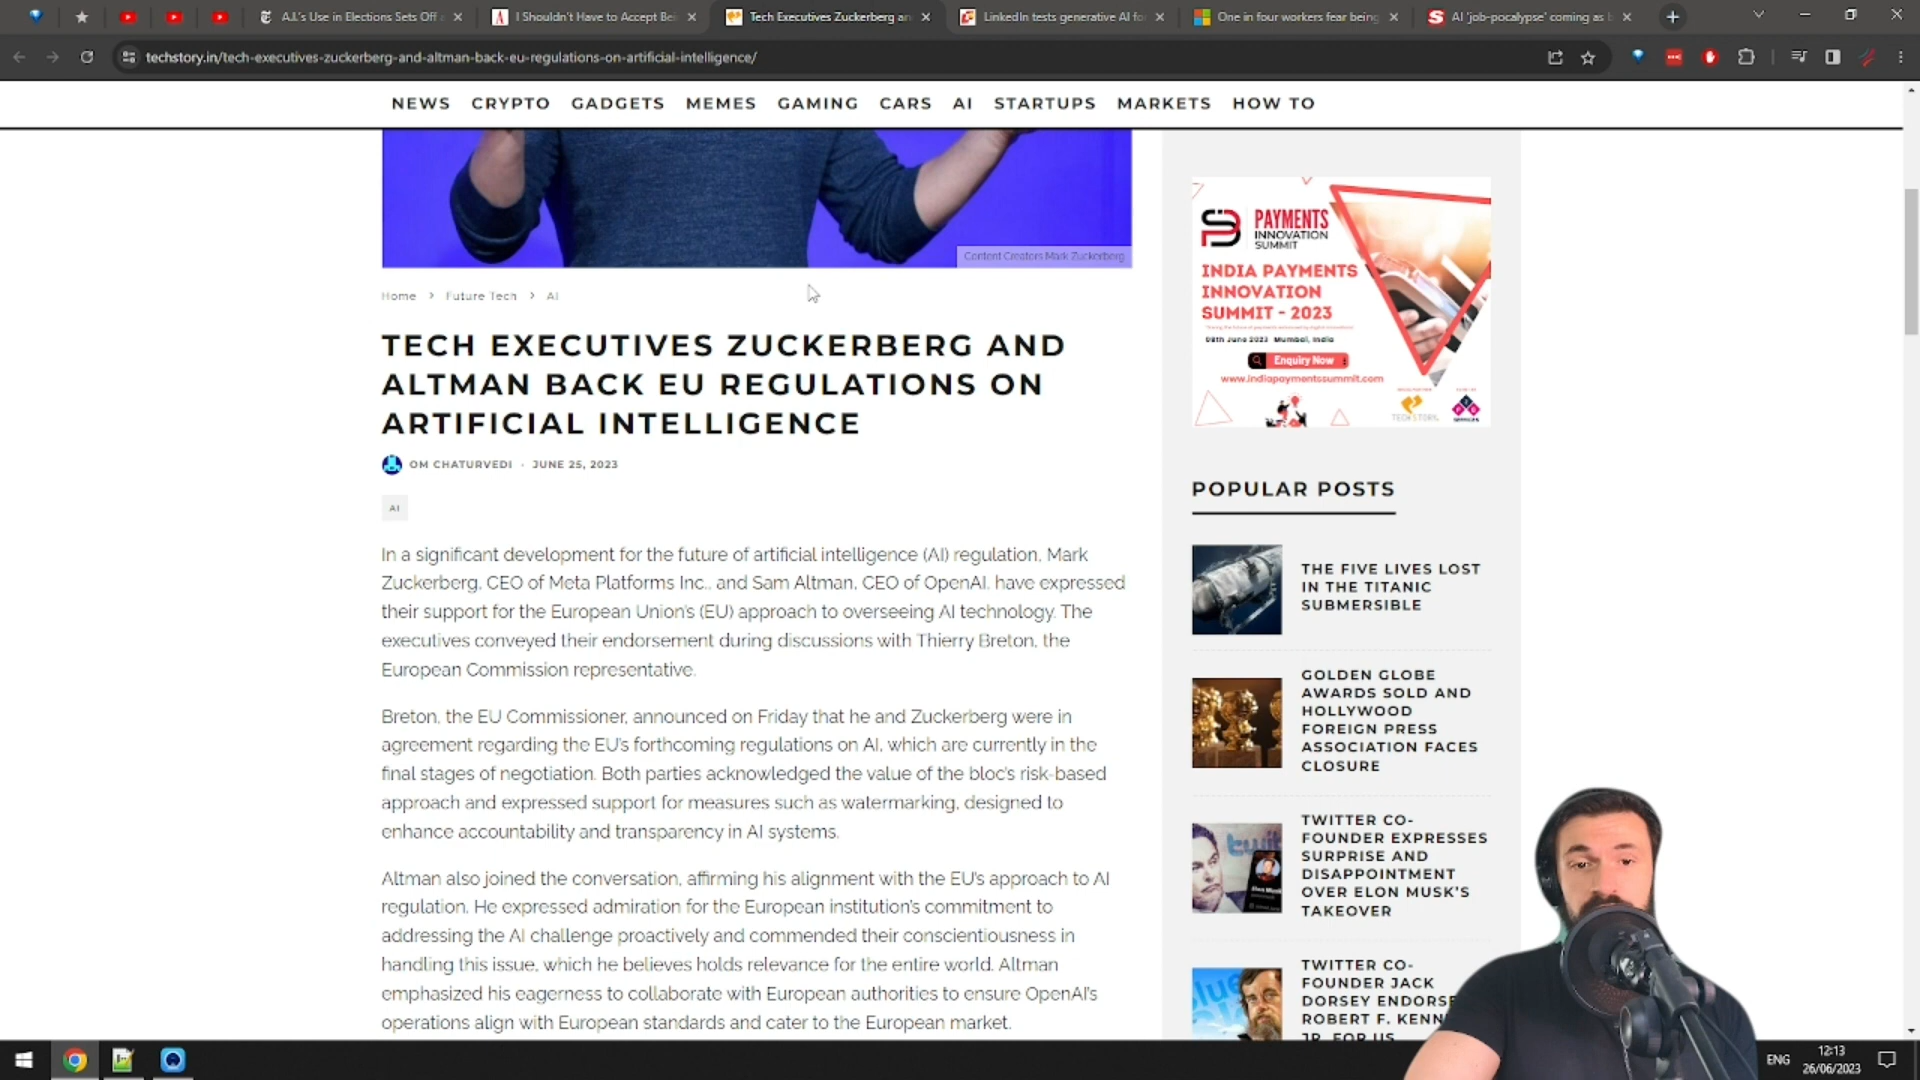 A.I.'s Use in Elections Sets Off
I Shouldn't Have to Accept Bei
Tech Executives Zuckerberg an
LinkedIn tests generative AI fo
One in four workers fear being
AI 'job-pocalypse' coming as
techstory.in/tech-executives-zuckerberg-and-altman-back-eu-regulations-on-artificial-intelligence/
NEWS CRYPTO GADGETS MEMES GAMING CARS AI STARTUPS MARKETS HOW TO
Content Creators Mark Zuckerberg
Home > Future Tech > AI
TECH EXECUTIVES ZUCKERBERG AND
ALTMAN BACK EU REGULATIONS ON
ARTIFICIAL INTELLIGENCE
OM CHATURVEDI · JUNE 25, 2023
AI
In a significant development for the future of artificial intelligence (AI) regulation, Mark
Zuckerberg, CEO of Meta Platforms Inc., and Sam Altman, CEO of OpenAI, have expressed
their support for the European Union's (EU) approach to overseeing AI technology. The
executives conveyed their endorsement during discussions with Thierry Breton, the
European Commission representative.
Breton, the EU Commissioner, announced on Friday that he and Zuckerberg were in
agreement regarding the EU's forthcoming regulations on AI, which are currently in the
final stages of negotiation. Both parties acknowledged the value of the bloc's risk-based
approach and expressed support for measures such as watermarking, designed to
enhance accountability and transparency in AI systems.
Altman also joined the conversation, affirming his alignment with the EU's approach to AI
regulation. He expressed admiration for the European institution's commitment to
addressing the AI challenge proactively and commended their conscientiousness in
handling this issue, which he believes holds relevance for the entire world. Altman
emphasized his eagerness to collaborate with European authorities to ensure OpenAI's
operations align with European standards and cater to the European market.
PAYMENTS
INNOVATION
SUMMIT
INDIA PAYMENTS
INNOVATION
SUMMIT - 2023
08th June 2023 Mumbai, India
Enquiry Now
www.indiapaymentssummit.com
TECHSTORY
POPULAR POSTS
THE FIVE LIVES LOST
IN THE TITANIC
SUBMERSIBLE
GOLDEN GLOBE
AWARDS SOLD AND
HOLLYWOOD
FOREIGN PRESS
ASSOCIATION FACES
CLOSURE
TWITTER CO-
FOUNDER EXPRESSES
SURPRISE AND
DISAPPOINTMENT
OVER ELON MUSK'S
TAKEOVER
TWITTER CO-
FOUNDER JACK
DORSEY ENDORSE
ROBERT F. KENN
JR. FOR US
ENG
12:13
26/06/2023